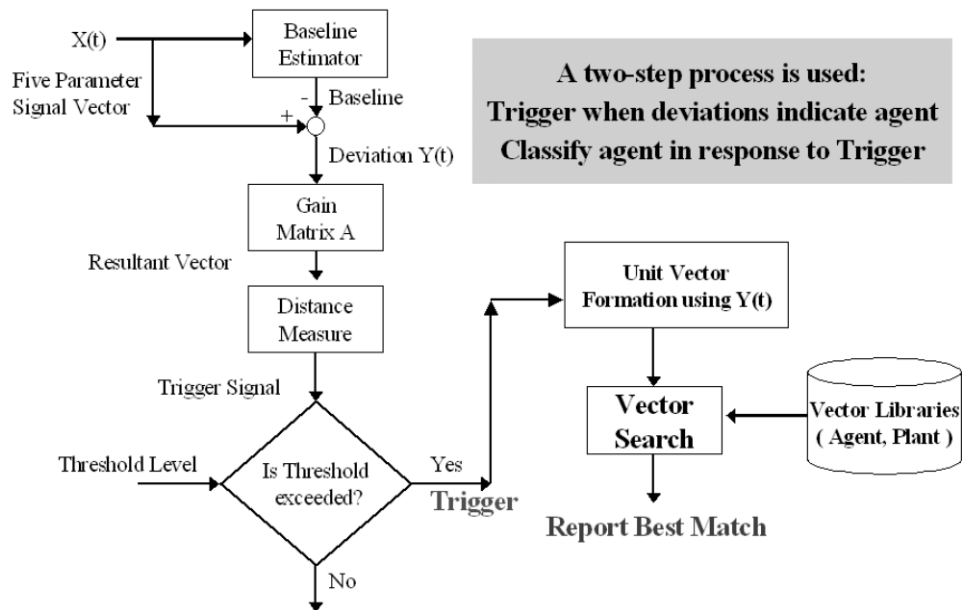 X(t)
Five Parameter
Signal Vector
Baseline
Estimator
-
Baseline
+
Deviation Y(t)
A two-step process is used:
Trigger when deviations indicate agent
Classify agent in response to Trigger
Gain
Matrix A
Resultant Vector
Distance
Measure
Trigger Signal
Threshold Level
Is Threshold
exceeded?
Yes
Trigger
No
Unit Vector
Formation using Y(t)
Vector
Search
Vector Libraries
( Agent, Plant )
Report Best Match